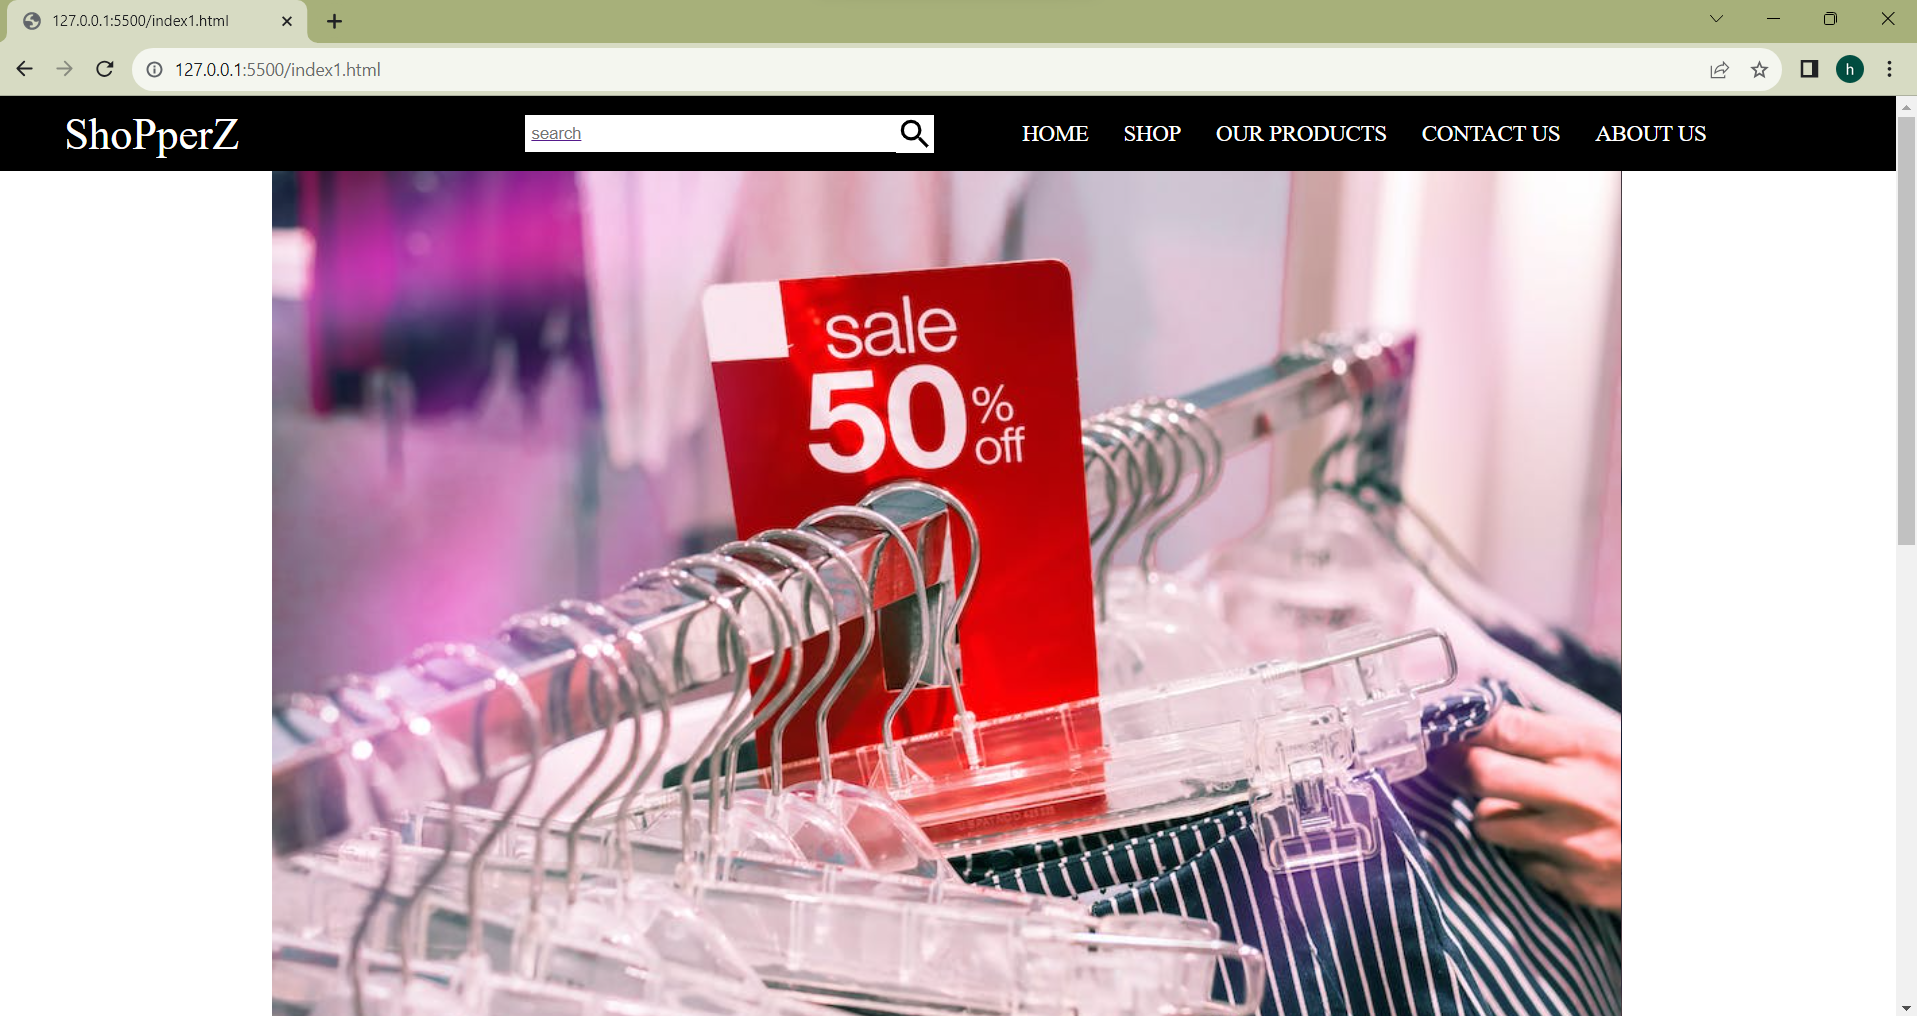 127.0.0.1:5500/index1.html
127.0.0.1:5500/index1.html
h
ShoPperZ
search
HOME
SHOP
OUR PRODUCTS
CONTACT US
ABOUT US
sale
50%
off